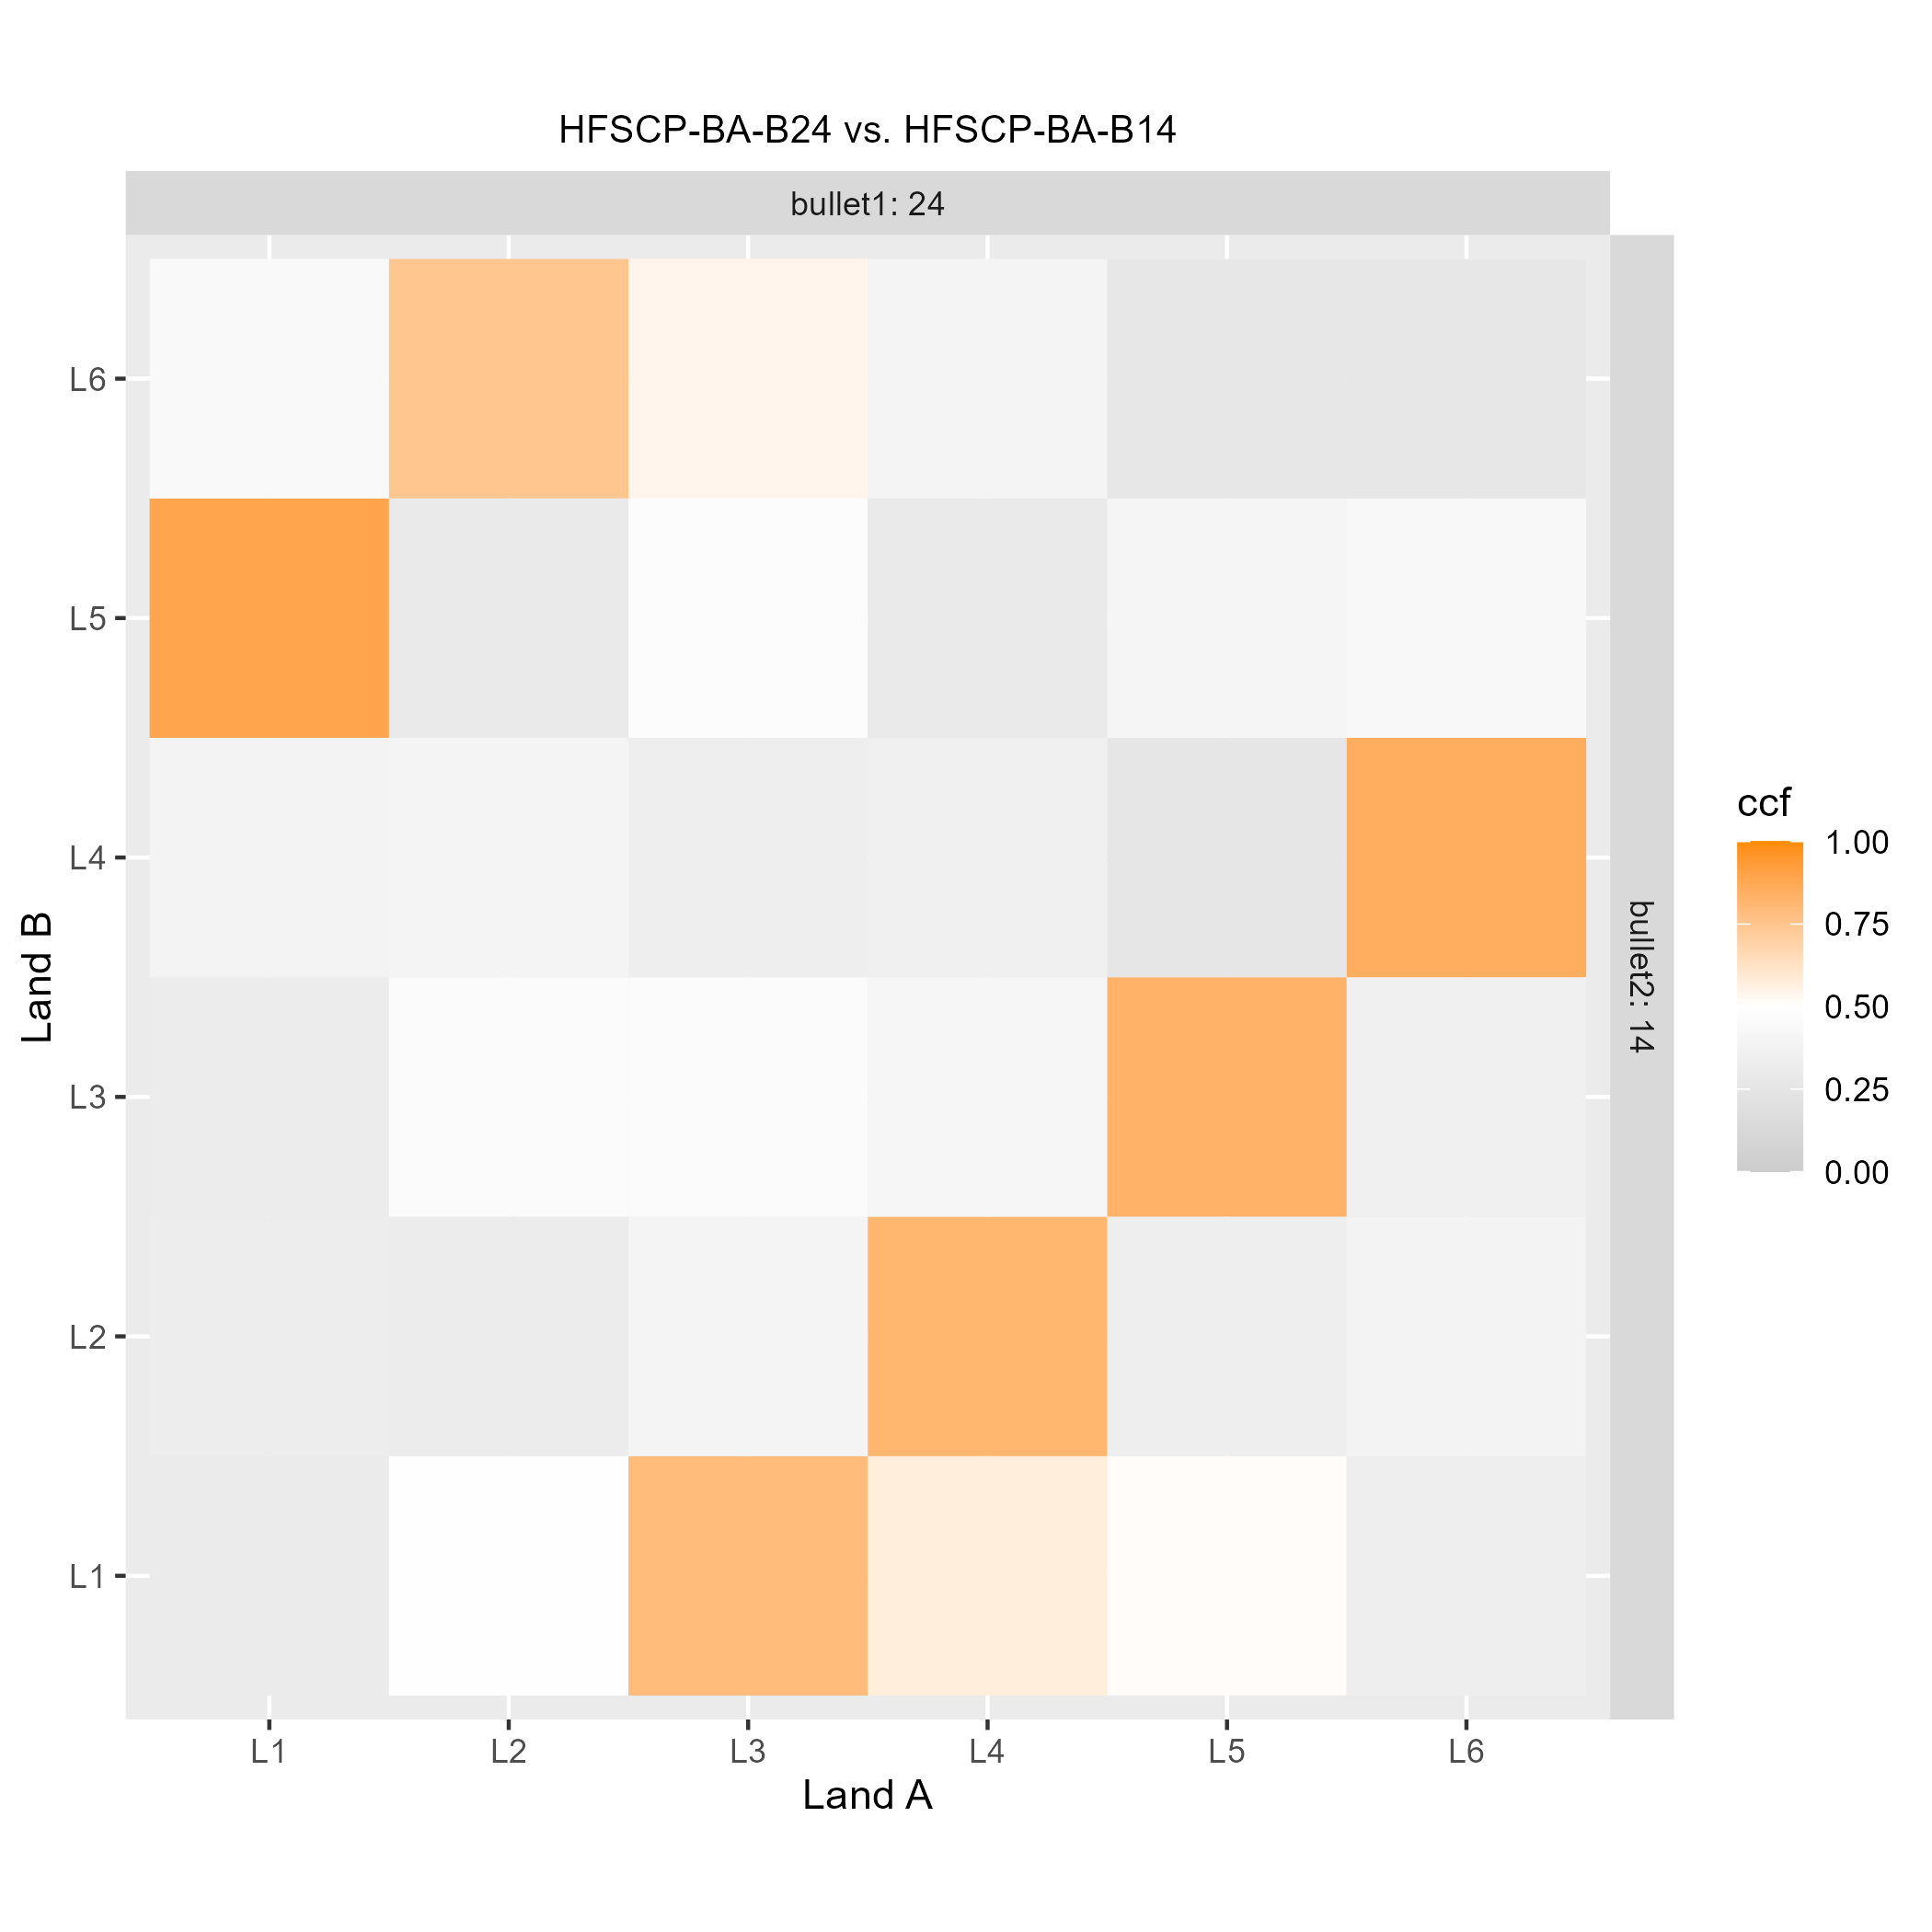 HFSCP-BA-B24 vs. HFSCP-BA-B14
bullet1: 24
L6
L5
L4
L3
L2
L1
Land B
L1 L2 L3 L4 L5 L6
Land A
bullet2: 14
ccf
1.00
0.75
0.50
0.25
0.00